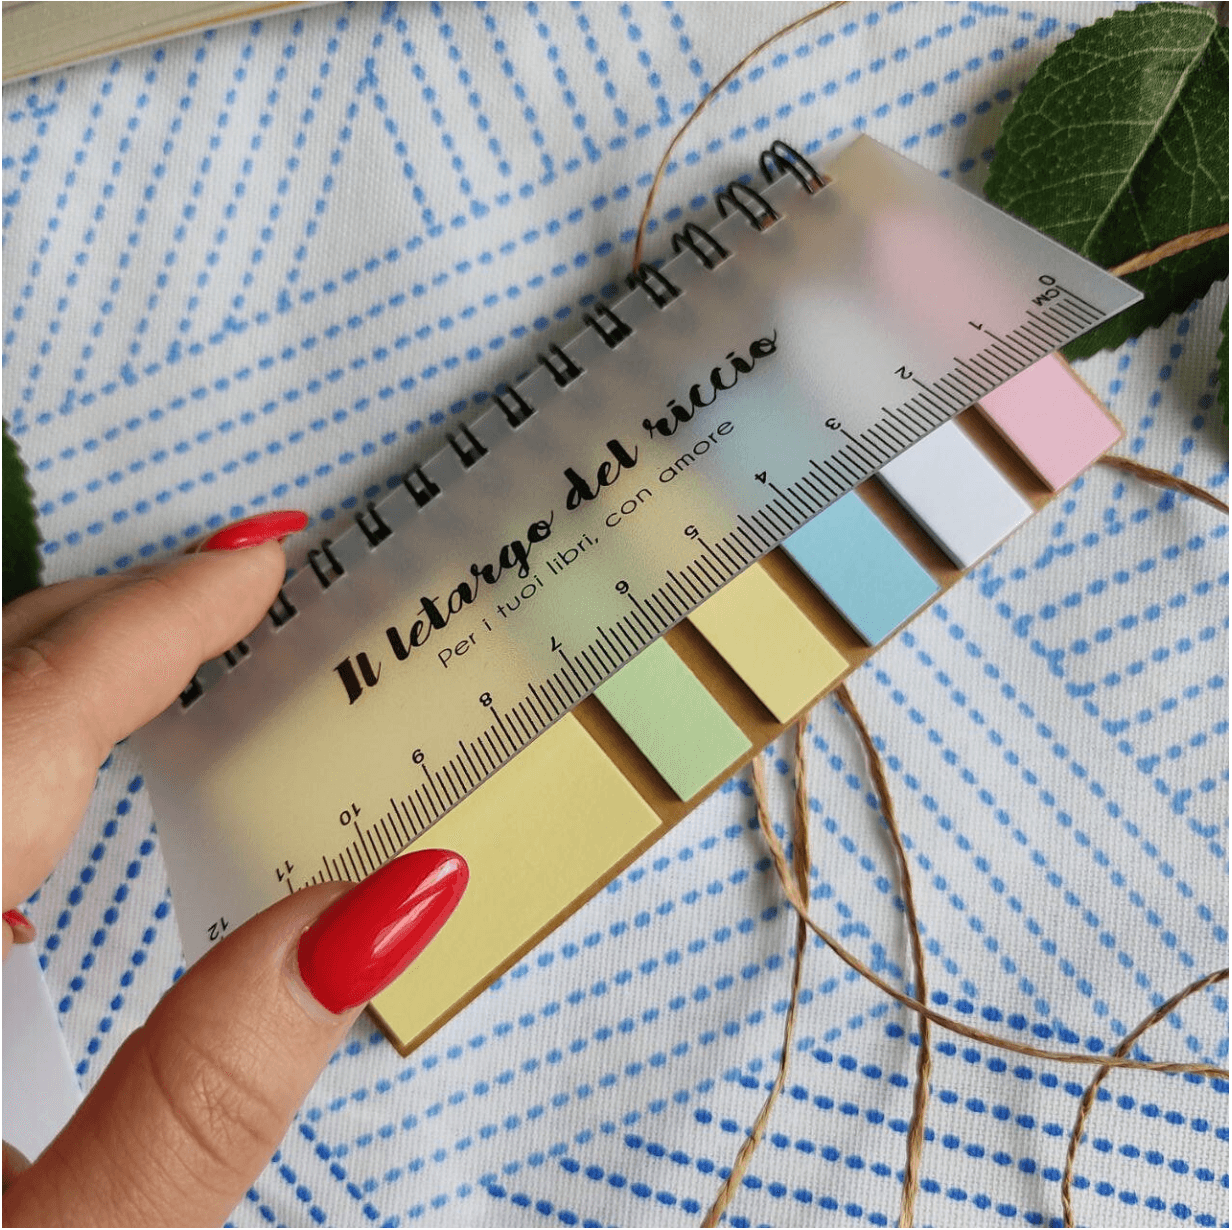 Il letargo del riccio
Per i tuoi libri, con amore
0 1 2 3 4 5 6 7 8 9 10 11 12
CM